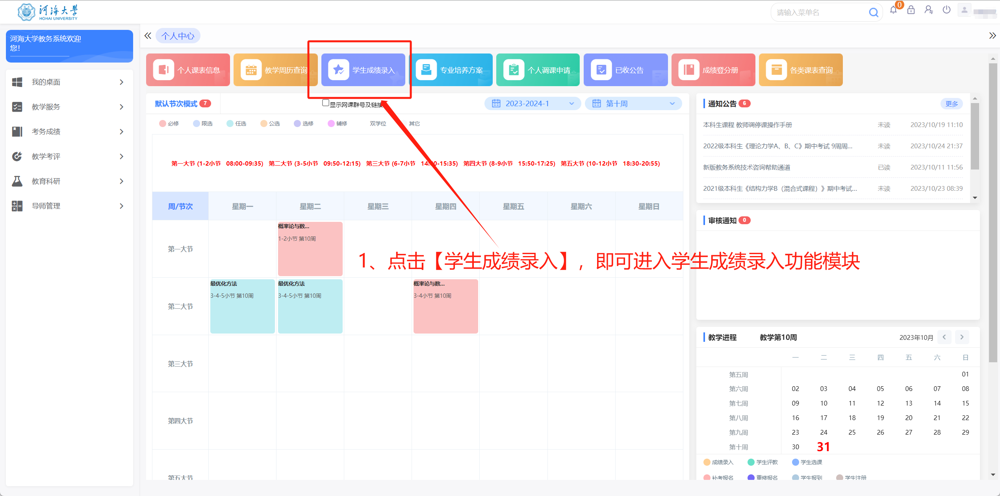 河海大学
HOHAI UNIVERSITY
请输入菜单名
0
河海大学教务系统欢迎
您！
我的桌面
教学服务
考务成绩
教学考评
教育科研
导师管理
个人中心
个人课表信息
教学周历查询
学生成绩录入
专业培养方案
个人调课申请
已收公告
成绩登分册
各类课表查询
默认节次模式 7
显示网课群号及链接
2023-2024-1
第十周
必修 限选 任选 公选 选修 辅修 双学位 其它
第一大节 (1-2小节 08:00-09:35) 第二大节 (3-5小节 09:50-12:15) 第三大节 (6-7小节 14:00-15:35) 第四大节 (8-9小节 15:50-17:25) 第五大节 (10-12小节 18:30-20:55)
周/节次 星期一 星期二 星期三 星期四 星期五 星期六 星期日
第一大节
概率论与数...
1-2小节 第10周
1、点击【学生成绩录入】，即可进入学生成绩录入功能模块
第二大节
最优化方法
3-4-5小节 第10周
最优化方法
3-4-5小节 第10周
概率论与数...
3-4小节 第10周
第三大节
第四大节
第五大节
通知公告 6
更多
本科生课程 教师调停课操作手册 未读 2023/10/19 11:10
2022级本科生《理论力学A、B、C》期中考试 9周周... 未读 2023/10/24 21:37
新版教务系统技术咨询帮助通道 已读 2023/10/11 11:56
2021级本科生《结构力学B（混合式课程）》期中考试... 未读 2023/10/23 08:39
审核通知 0
教学进程 教学第10周 2023年10月
一 二 三 四 五 六 日
第五周 01
第六周 02 03 04 05 06 07 08
第七周 09 10 11 12 13 14 15
第八周 16 17 18 19 20 21 22
第九周 23 24 25 26 27 28 29
第十周 30 31
成绩录入 学生评教 学生选课
补考报名 重修报名 学生报到 学生注册